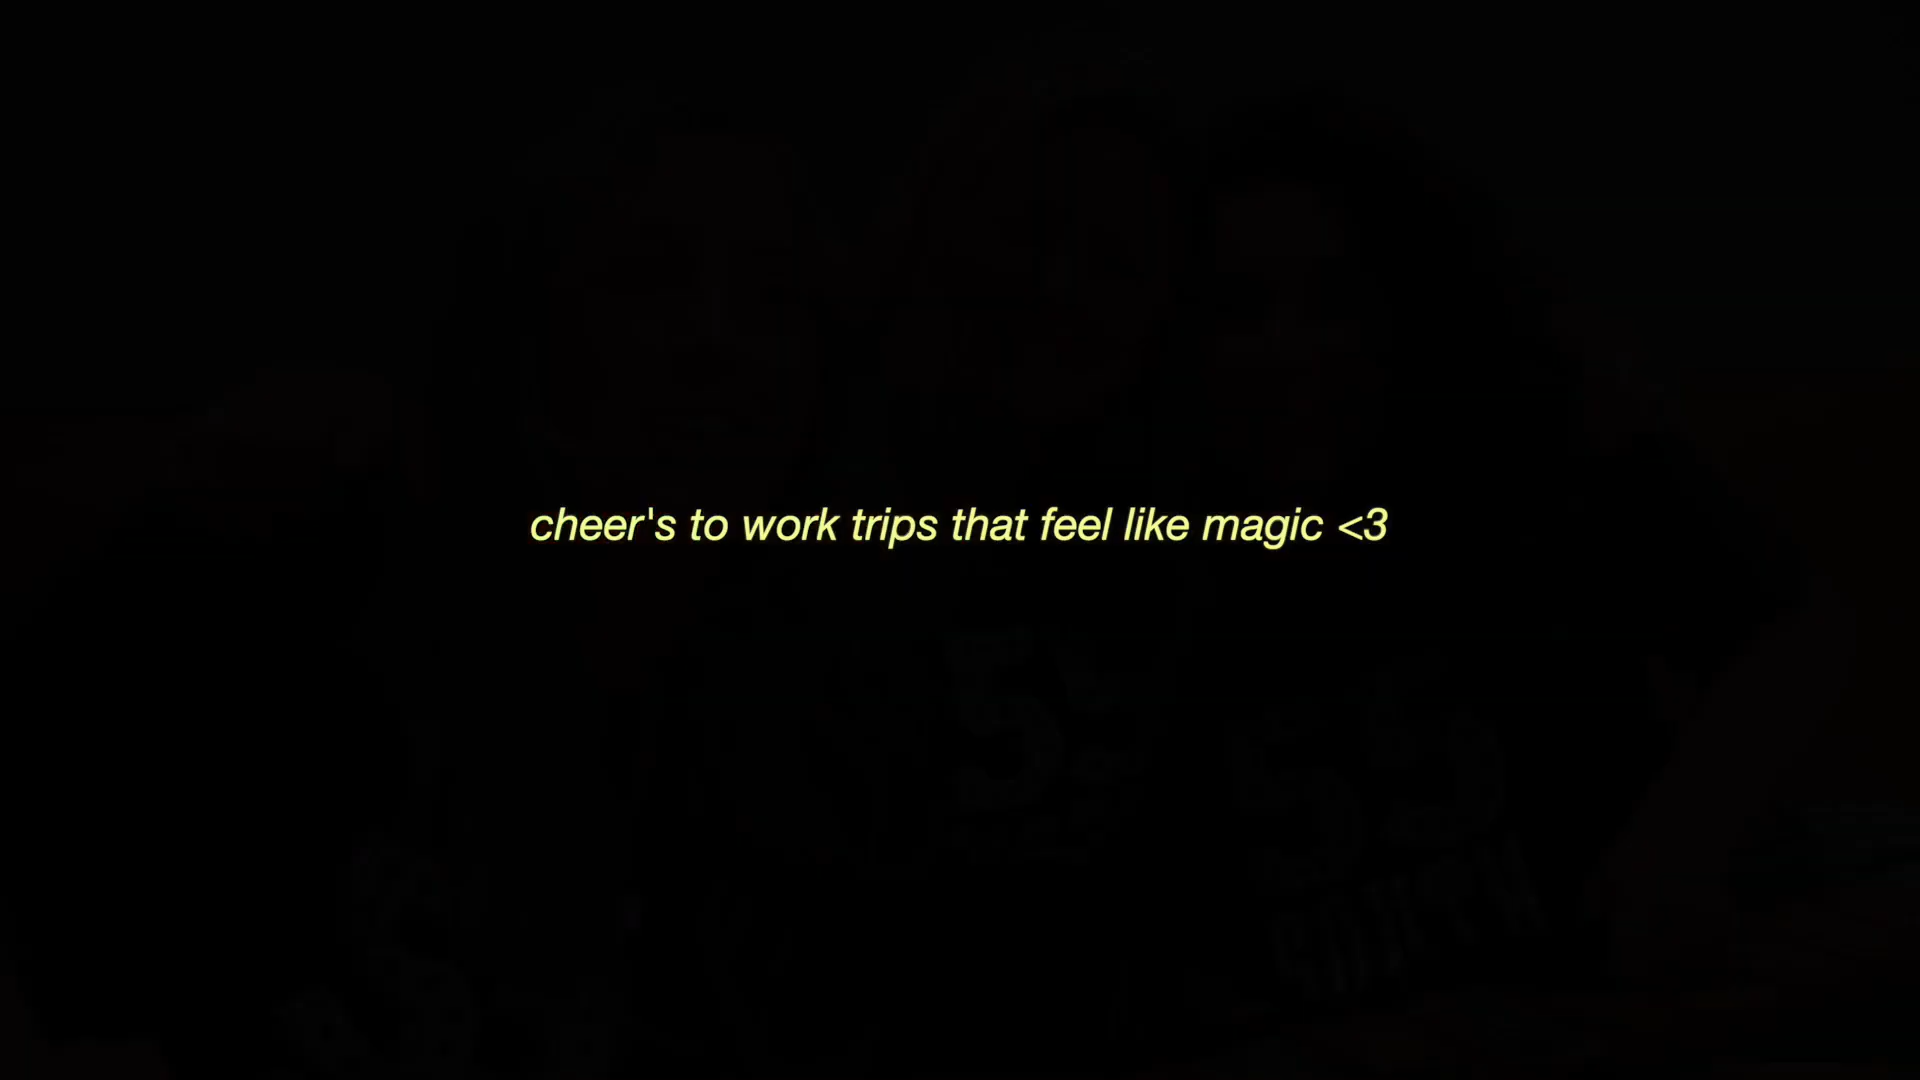 cheer's to work trips that feel like magic <3